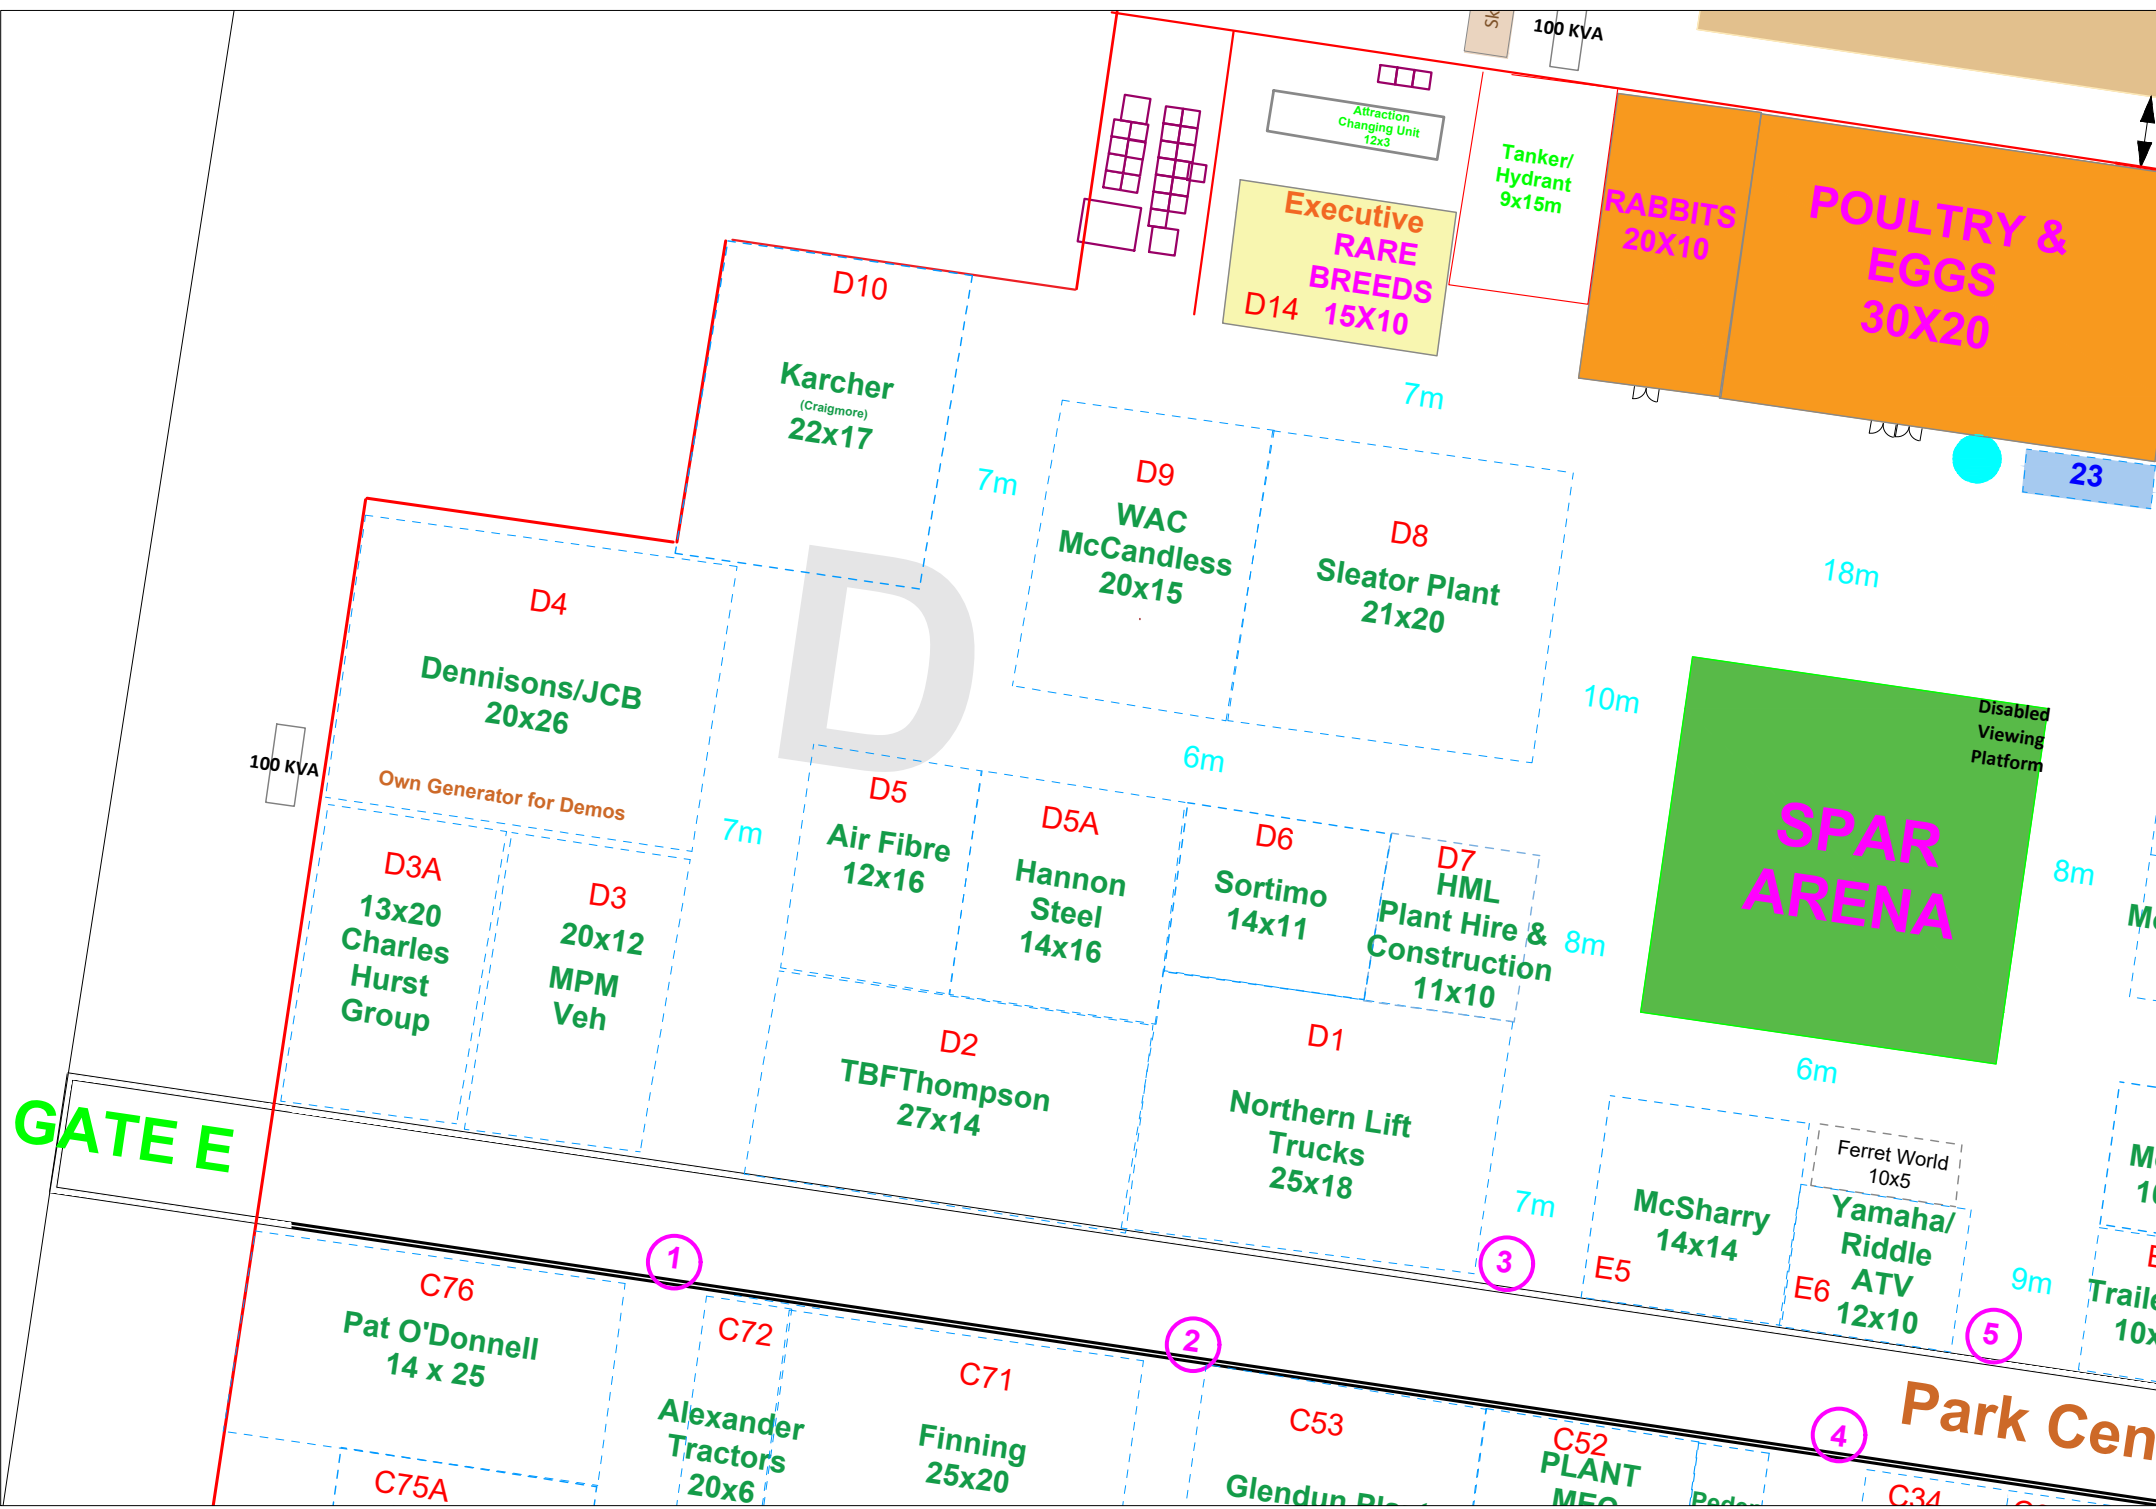 Sk
100 KVA
Attraction
Changing Unit
12x3
Tanker/
Hydrant
9x15m
RABBITS
20X10
POULTRY &
EGGS
30X20
Executive
RARE
BREEDS
15X10
D14
D10
Karcher
(Craigmore)
22x17
7m
7m
23
D9
WAC
McCandless
20x15
D8
Sleator Plant
21x20
18m
D
D4
Dennisons/JCB
20x26
Own Generator for Demos
100 KVA
10m
6m
Disabled
Viewing
Platform
SPAR
ARENA
8m
7m
D5
Air Fibre
12x16
D5A
Hannon
Steel
14x16
D6
Sortimo
14x11
D7
HML
Plant Hire &
Construction
11x10
8m
D3A
13x20
Charles
Hurst
Group
D3
20x12
MPM
Veh
D2
TBFThompson
27x14
D1
Northern Lift
Trucks
25x18
6m
GATE E
7m
McSharry
14x14
E5
Ferret World
10x5
Yamaha/
Riddle
ATV
12x10
E6
9m
Traile
10x
1
2
3
4
5
Park Cen
C76
Pat O'Donnell
14 x 25
C75A
C72
Alexander
Tractors
20x6
C71
Finning
25x20
C53
Glendun
C52
PLANT
C34